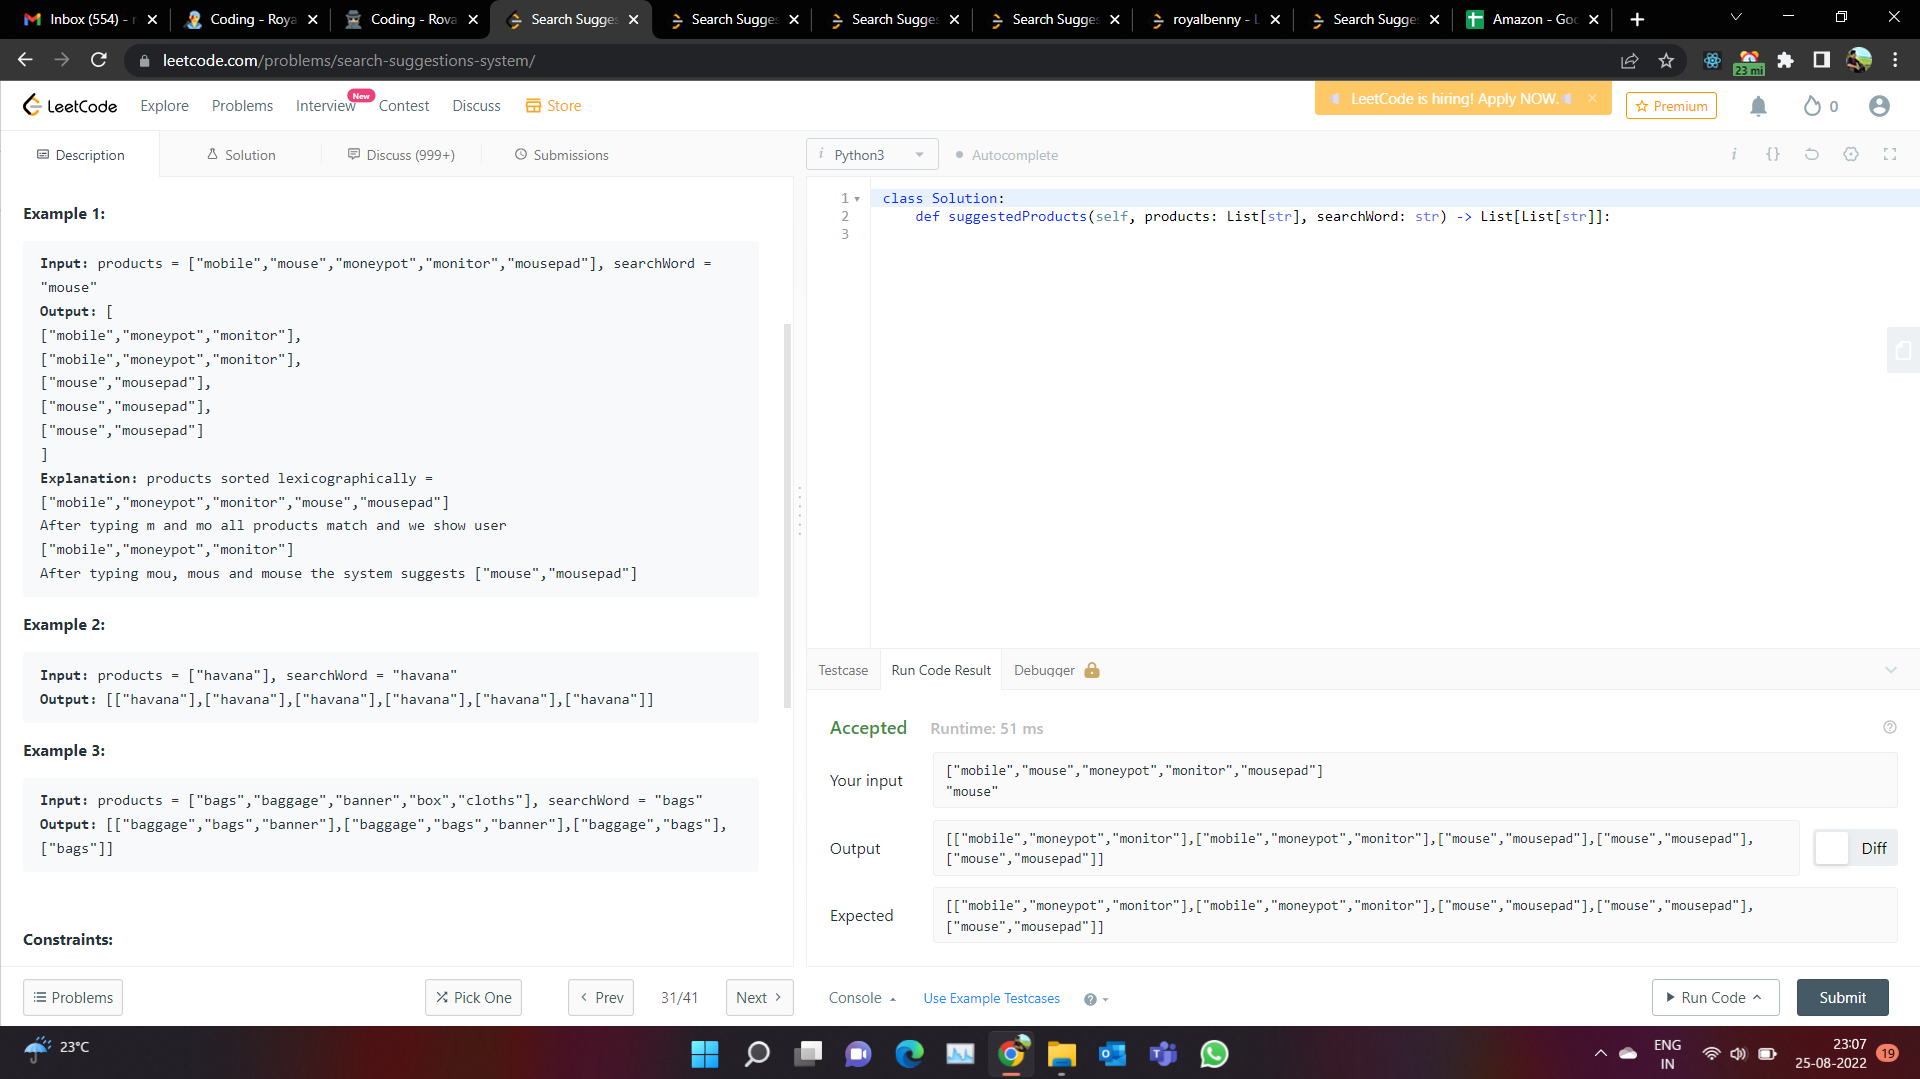 Inbox (554) - r
Coding - Roya
Coding - Rova
Search Sugges
Search Sugges
Search Sugges
Search Sugges
royalbenny - L
Search Sugge
Amazon - Goo
leetcode.com/problems/search-suggestions-system/
23 mi
LeetCode
Explore
Problems
Interview
New
Contest
Discuss
Store
LeetCode is hiring! Apply NOW.
Premium
0
Description
Solution
Discuss (999+)
Submissions
Example 1:
Input: products = ["mobile","mouse","moneypot","monitor","mousepad"], searchWord =
"mouse"
Output: [
["mobile","moneypot","monitor"],
["mobile","moneypot","monitor"],
["mouse","mousepad"],
["mouse","mousepad"],
["mouse","mousepad"]
]
Explanation: products sorted lexicographically =
["mobile","moneypot","monitor","mouse","mousepad"]
After typing m and mo all products match and we show user
["mobile","moneypot","monitor"]
After typing mou, mous and mouse the system suggests ["mouse","mousepad"]
Example 2:
Input: products = ["havana"], searchWord = "havana"
Output: [["havana"],["havana"],["havana"],["havana"],["havana"],["havana"]]
Example 3:
Input: products = ["bags","baggage","banner","box","cloths"], searchWord = "bags"
Output: [["baggage","bags","banner"],["baggage","bags","banner"],["baggage","bags"],
["bags"]]
Constraints:
Problems
Pick One
Prev
31/41
Next
i Python3
Autocomplete
i {}
1 class Solution:
2 def suggestedProducts(self, products: List[str], searchWord: str) -> List[List[str]]:
3
Testcase
Run Code Result
Debugger
Accepted
Runtime: 51 ms
Your input
["mobile","mouse","moneypot","monitor","mousepad"]
"mouse"
Output
[["mobile","moneypot","monitor"],["mobile","moneypot","monitor"],["mouse","mousepad"],["mouse","mousepad"],
["mouse","mousepad"]]
Diff
Expected
[["mobile","moneypot","monitor"],["mobile","moneypot","monitor"],["mouse","mousepad"],["mouse","mousepad"],
["mouse","mousepad"]]
Console
Use Example Testcases
Run Code
Submit
23°C
ENG
IN
23:07
25-08-2022
19